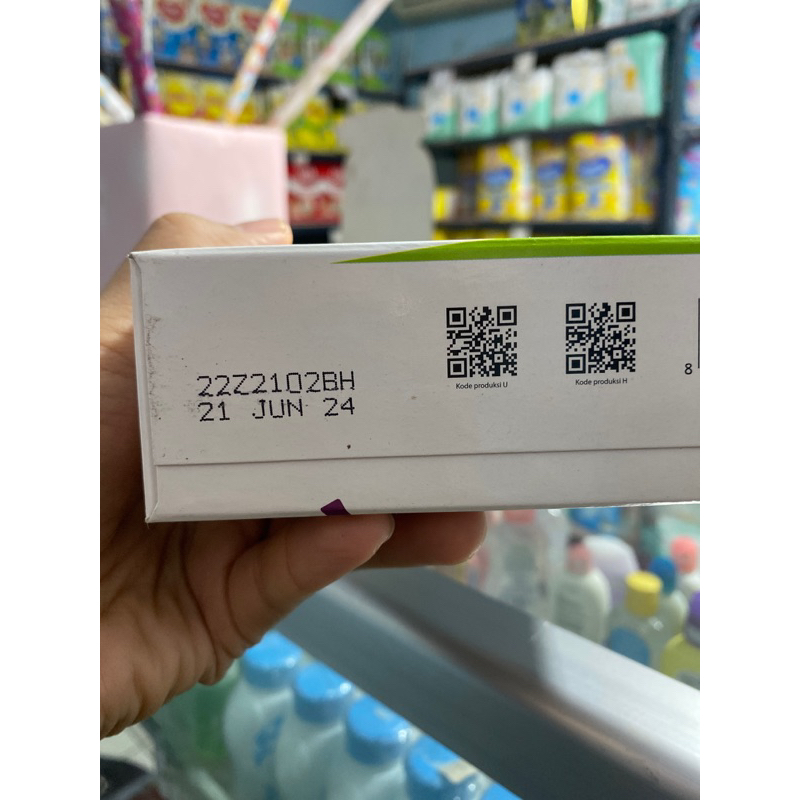 22Z2102BH
21 JUN 24
Kode produksi U
Kode produksi H
8